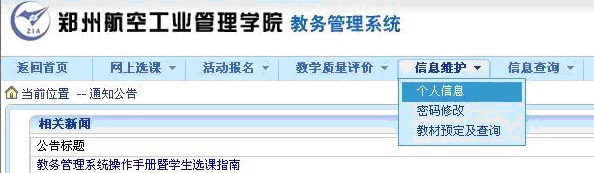 ZIA 郑州航空工业管理学院 教务管理系统
返回首页 网上选课 活动报名 教学质量评价 信息维护 信息查询
个人信息
当前位置 -- 通知公告
密码修改
相关新闻
教材预定及查询
公告标题
教务管理系统操作手册暨学生选课指南